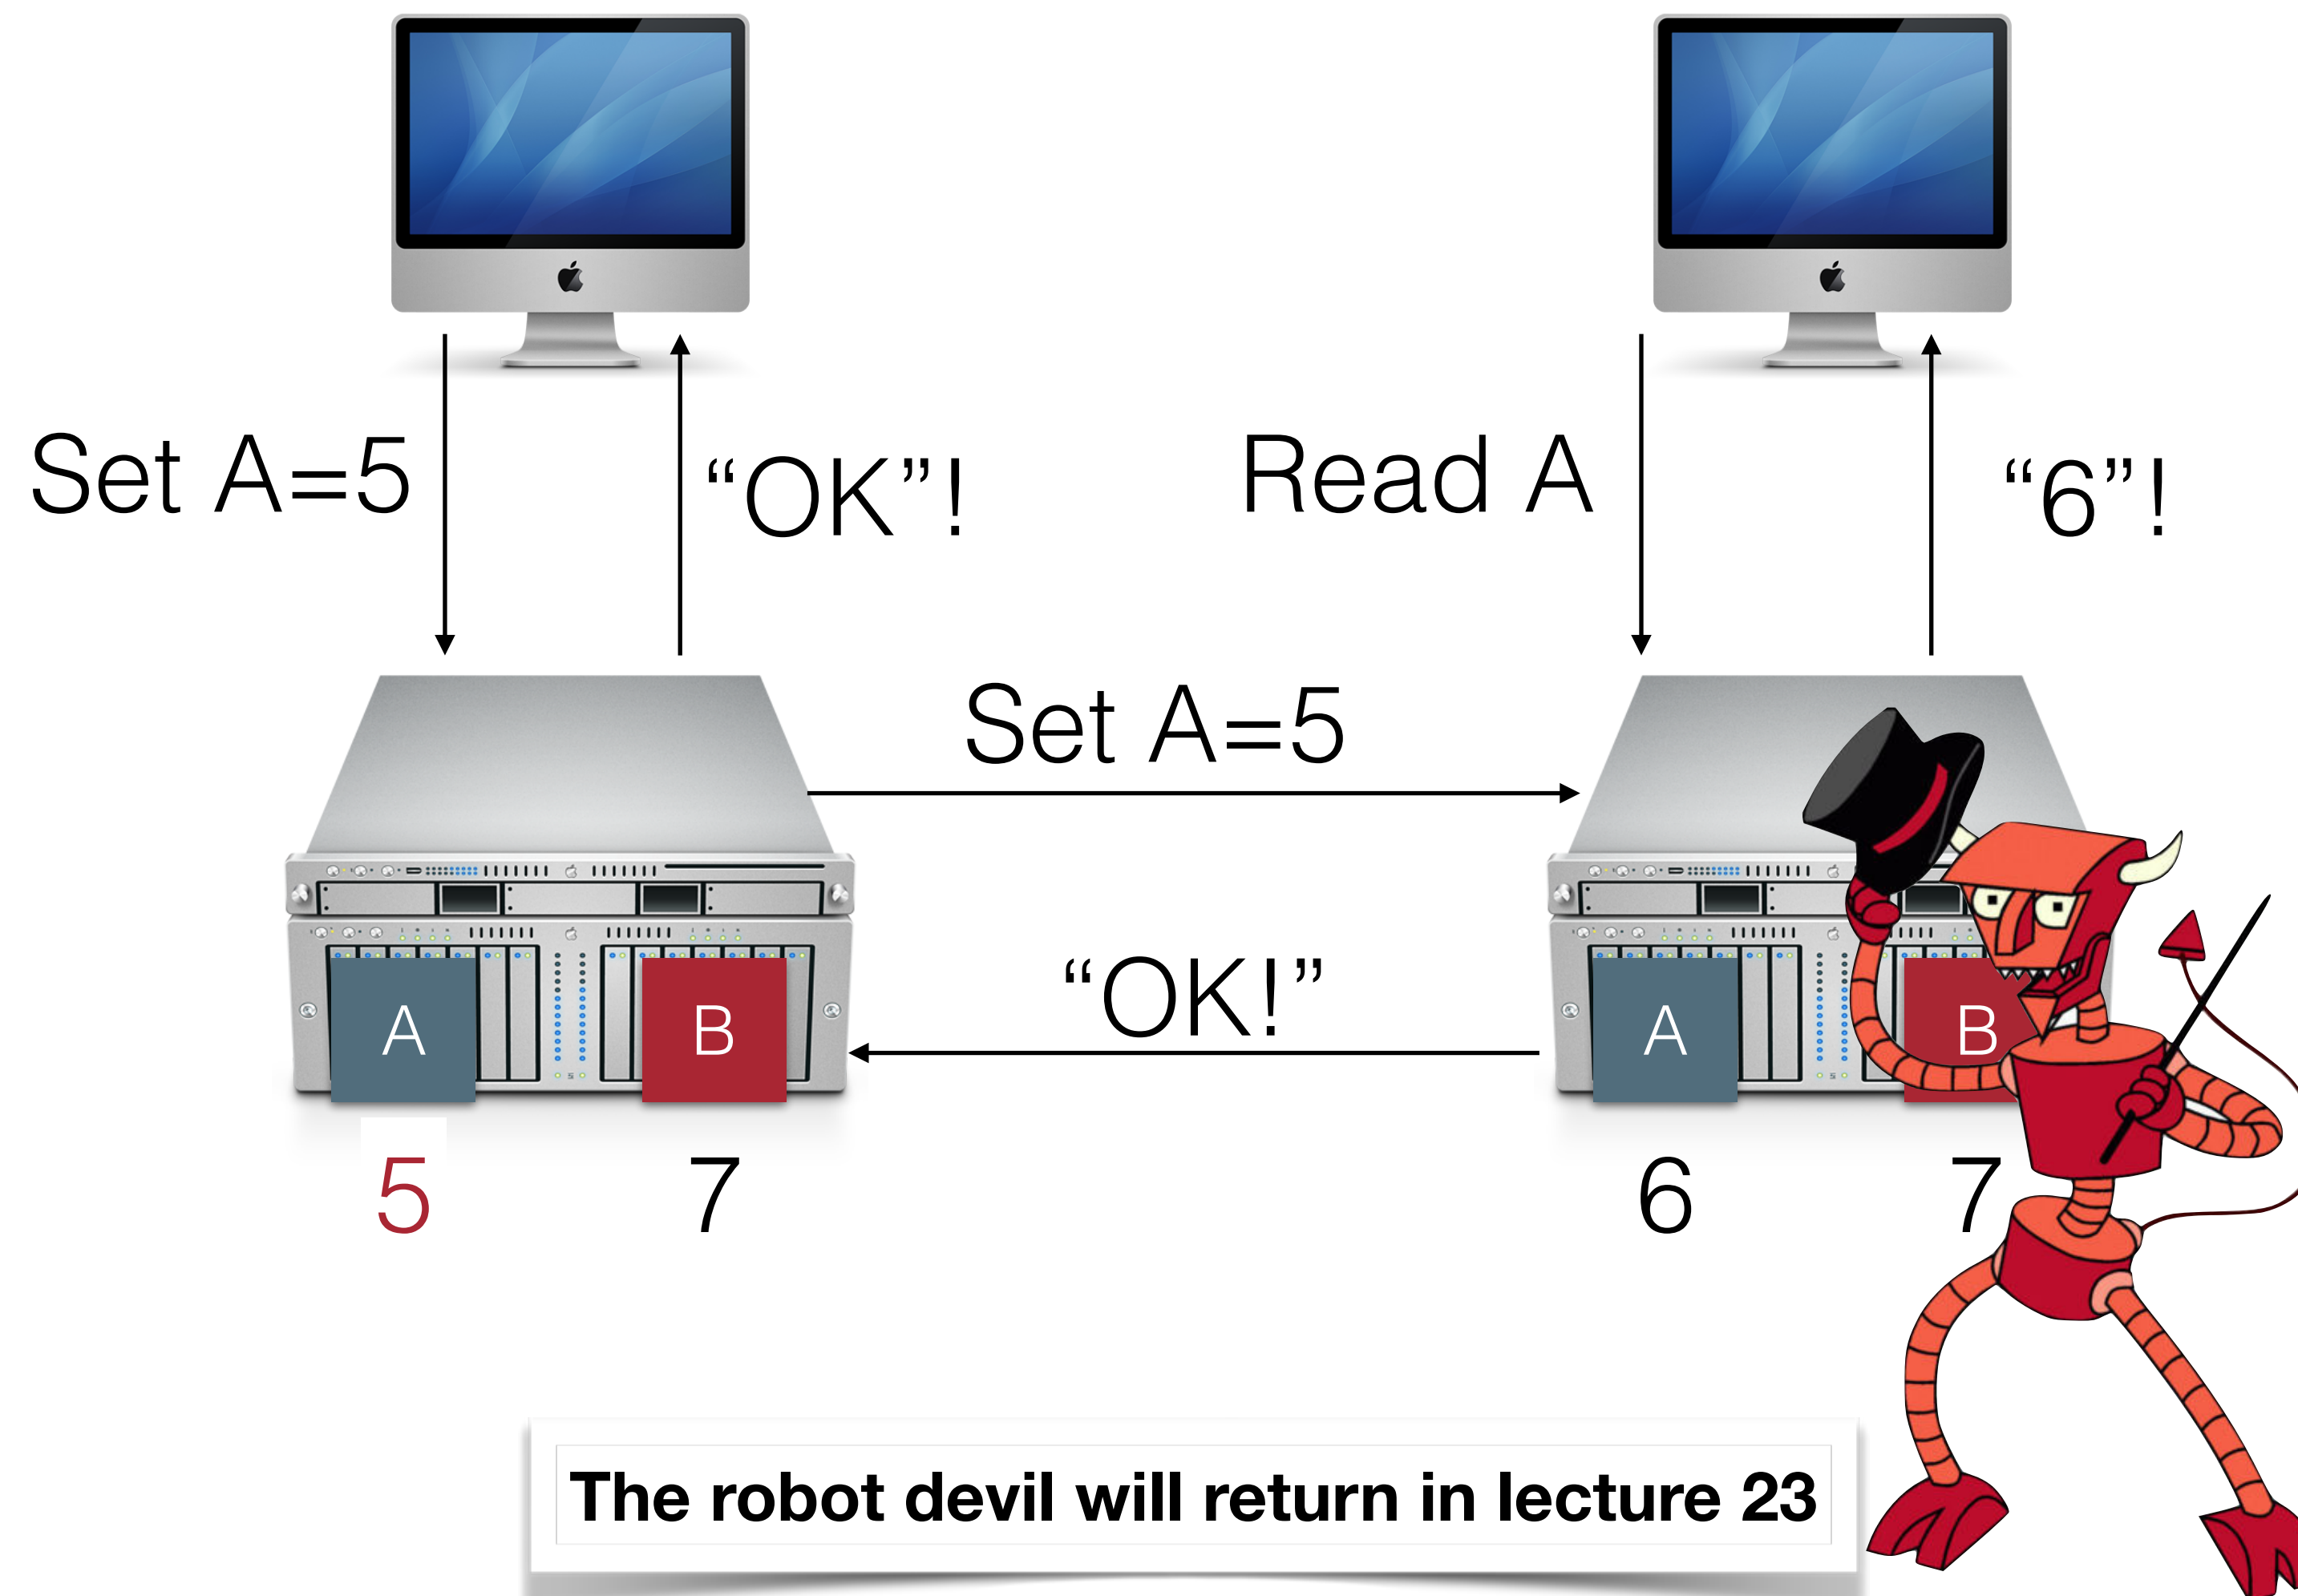 Set A=5
“OK”!
Read A
“6”!
Set A=5
“OK!”
A
B
A
B
5
7
6
7
The robot devil will return in lecture 23